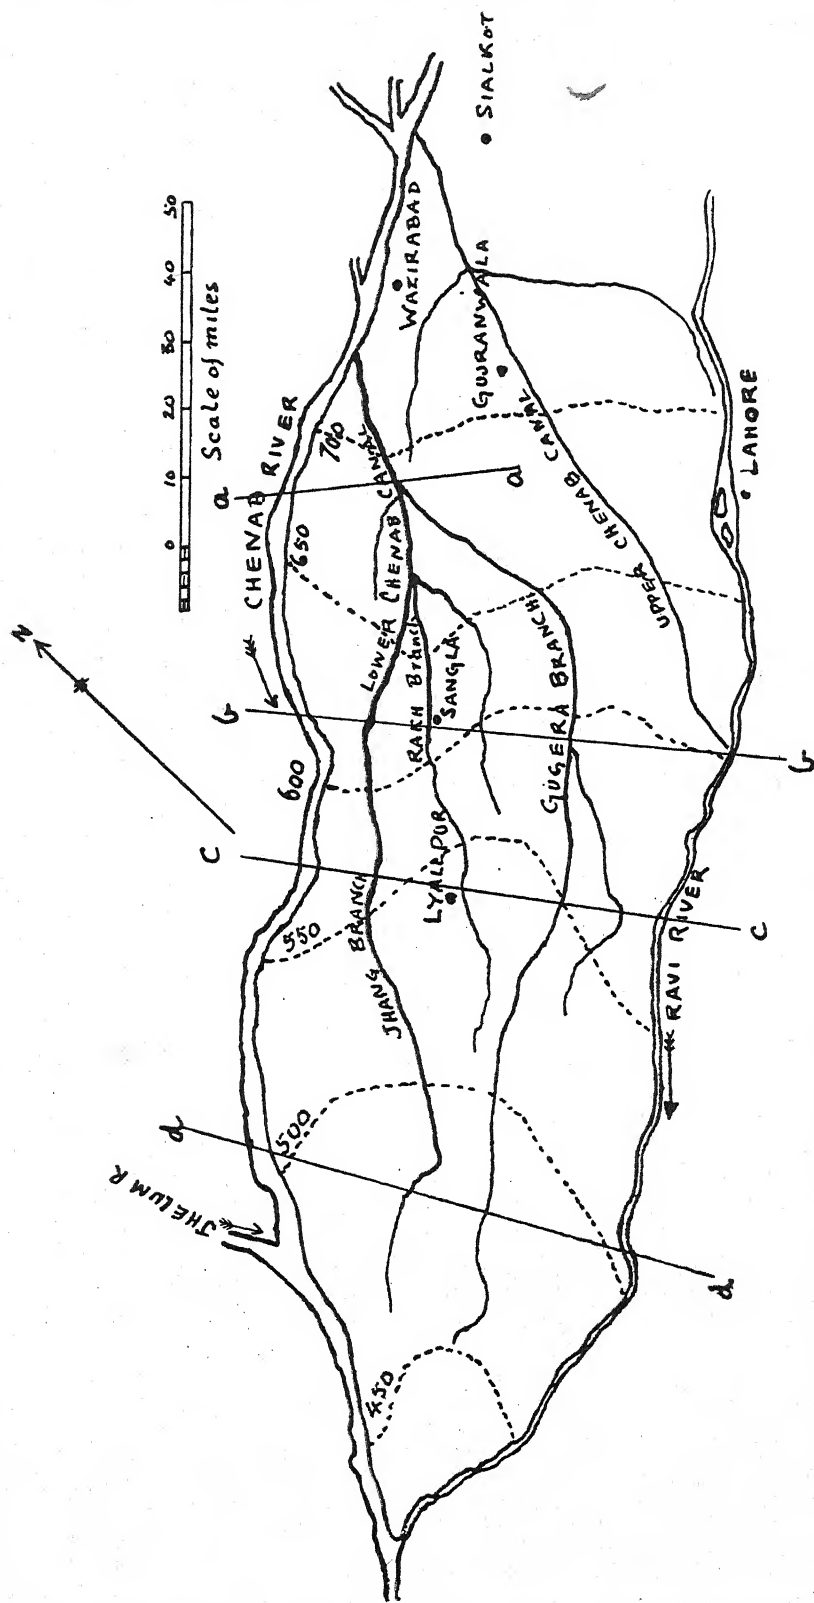 SIALKOT
WAZIRABAD
GUJRANWALA
50
40
30
20
10
0
Scale of miles
CHENAB RIVER
700
a
a
LAHORE
LOWER CHENAB CANAL
UPPER CHENAB CANAL
650
N
RAKH Branch
SANGLA
GUGERA BRANCH
b
b
600
C
C
LYALLPUR
JHANG BRANCH
550
RAVI RIVER
500
d
d
JHELUM R
450